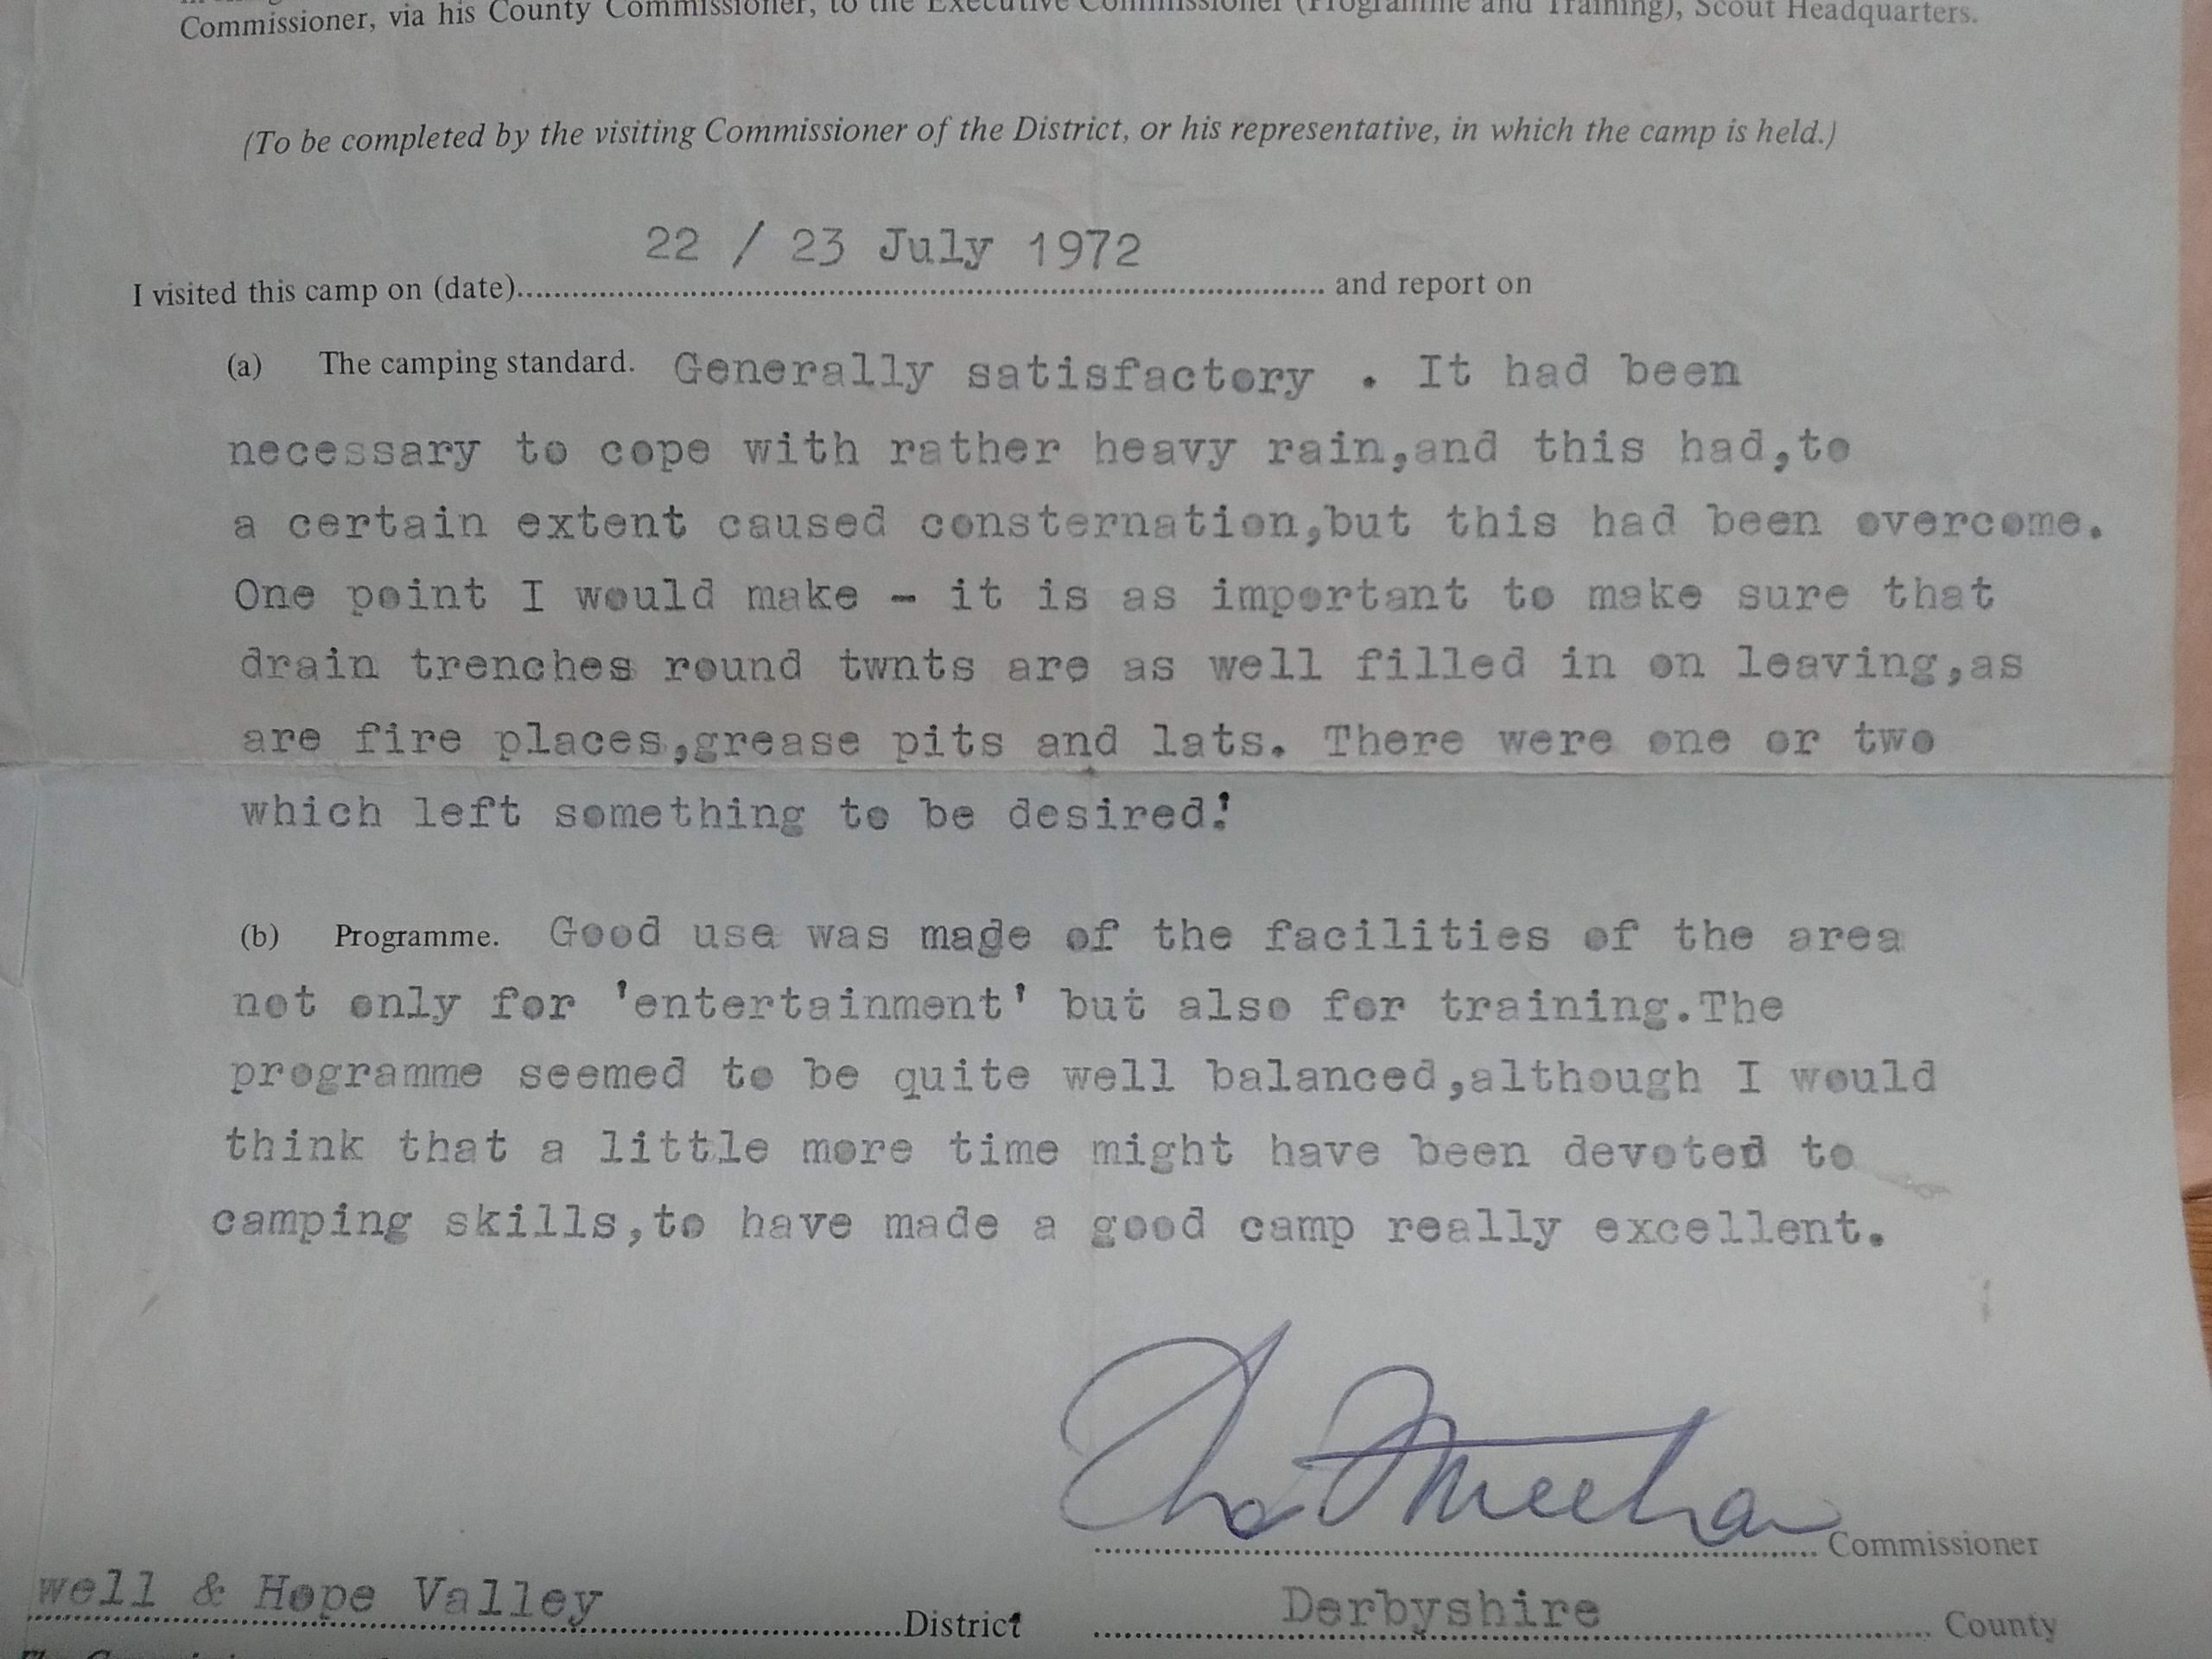 Commissioner, via his County Commissioner, to the Executive Commissioner (Programme and Training), Scout Headquarters.
(To be completed by the visiting Commissioner of the District, or his representative, in which the camp is held.)
22 / 23 July 1972
I visited this camp on (date)........................ and report on
(a) The camping standard. Generally satisfactory . It had been
necessary to cope with rather heavy rain,and this had,to
a certain extent caused consternation,but this had been overcome.
One point I would make - it is as important to make sure that
drain trenches round twnts are as well filled in on leaving,as
are fire places,grease pits and lats. There were one or two
which left something to be desired!
(b) Programme. Good use was made of the facilities of the area
not only for 'entertainment' but also for training.The
programme seemed to be quite well balanced,although I would
think that a little more time might have been devoted to
camping skills,to have made a good camp really excellent.
Commissioner
well & Hope Valley District Derbyshire County